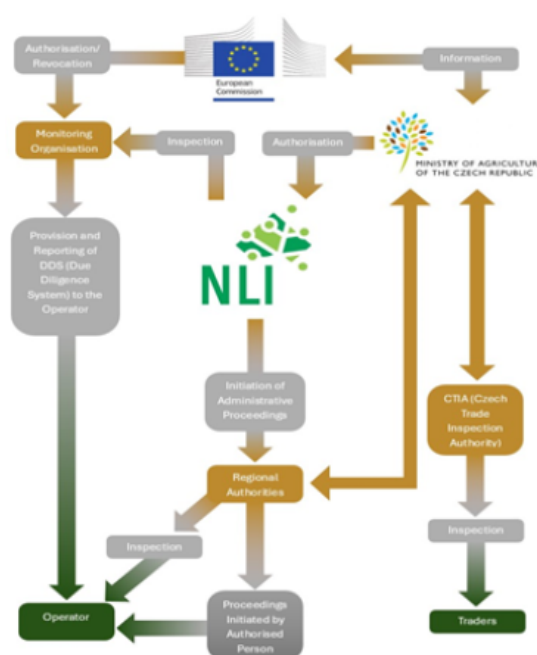 Authorisation/
Revocation
European
Commission
Information
Monitoring
Organisation
Inspection
Authorisation
MINISTRY OF AGRICULTUR
OF THE CZECH REPUBLIC
Provision and
Reporting of
DDS (Due
Diligence
System) to the
Operator
NLI
Initiation of
Administrative
Proceedings
CTIA (Czech
Trade
Inspection
Authority)
Regional
Authorities
Inspection
Inspection
Operator
Proceedings
Initiated by
Authorised
Person
Traders